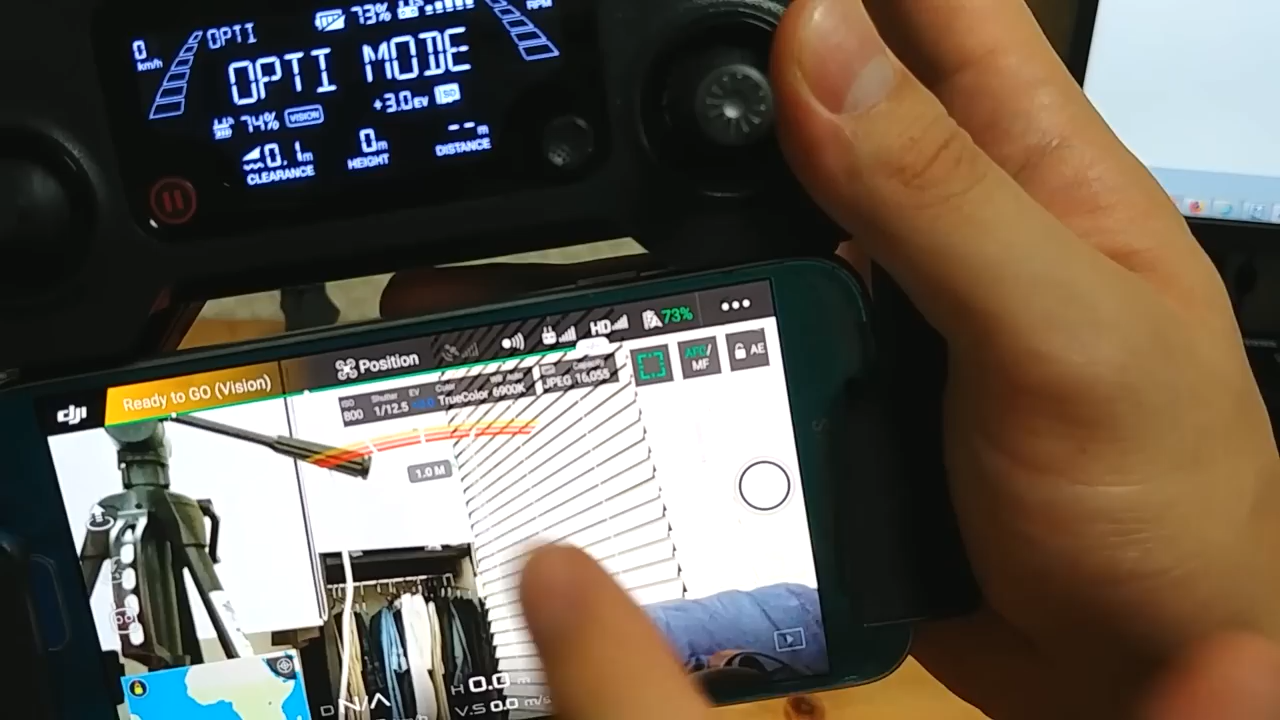 73%
RPM
0
km/h
OPTI
OPTI MODE
+3.0EV
ISO
74% VISION
0.1m
0m
-- m
CLEARANCE
HEIGHT
DISTANCE
dji
Ready to GO (Vision)
Position
HD
73%
ISO Shutter EV Color WB Auto Capacity
800 1/12.5 TrueColor 6900K JPEG 16,055
AFC/
MF
AE
1.0 M
D N/A
H 0.0 m
V.S 0.0 m/s